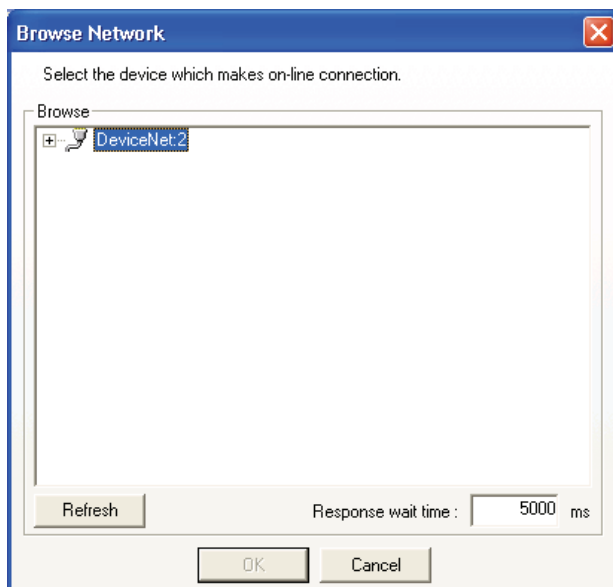 Browse Network
Select the device which makes on-line connection.
Browse
DeviceNet:2
Refresh Response wait time : 5000 ms
OK Cancel